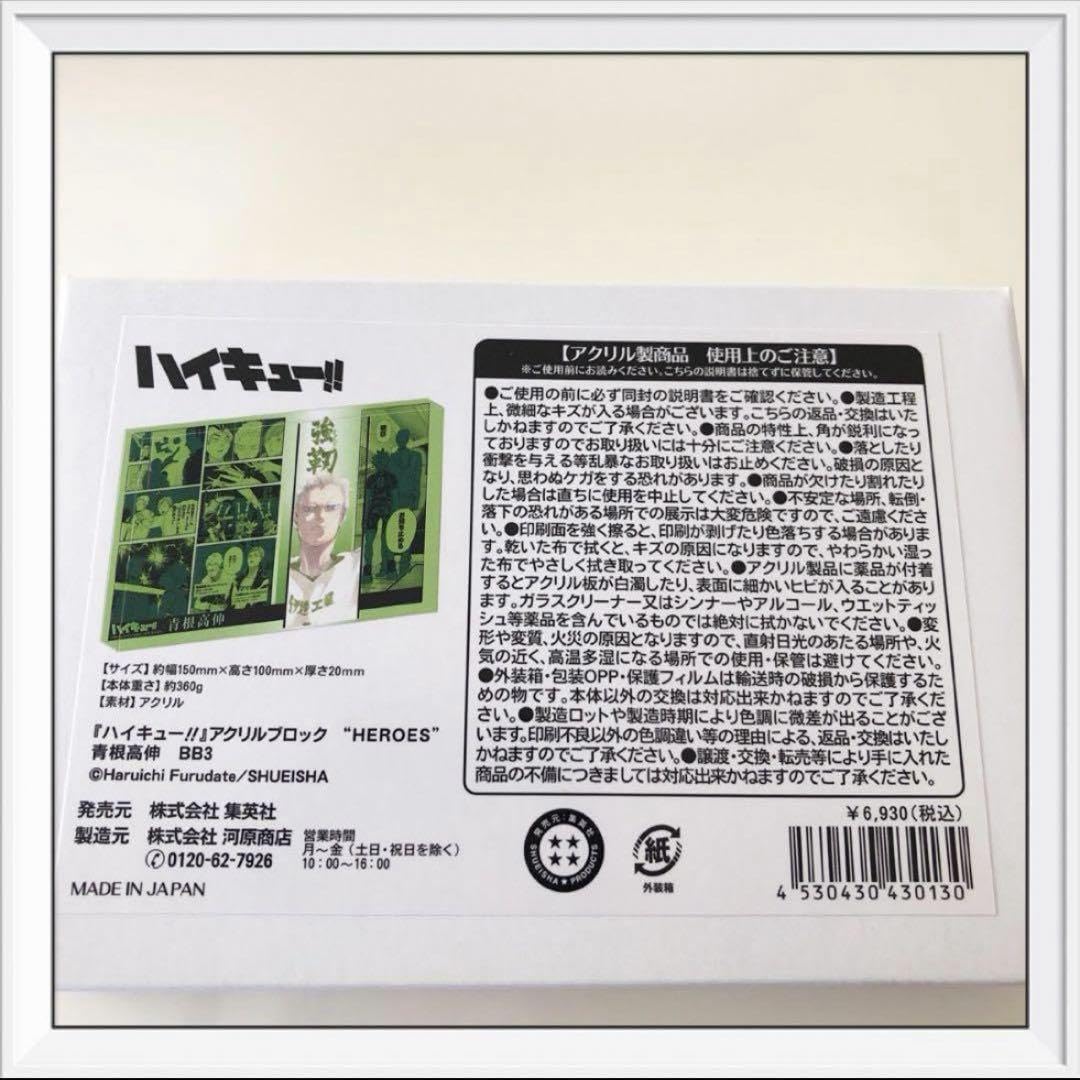 ハイキュー!!
強靭
伊達工業
ハイキュー!!
青根高伸
【サイズ】約幅150mm×高さ100mm×厚さ20mm
【本体重さ】約360g
【素材】アクリル
『ハイキュー!!』アクリルブロック “HEROES”
青根高伸 BB3
©Haruichi Furudate/SHUEISHA
発売元 株式会社 集英社
製造元 株式会社 河原商店
0120-62-7926
営業時間
月～金（土日・祝日を除く）
10：00～16：00
MADE IN JAPAN
【アクリル製商品 使用上のご注意】
※ご使用前にお読みください。こちらの説明書は捨てずに保管してください。
●ご使用の前に必ず同封の説明書をご確認ください。●製造工程
上、微細なキズが入る場合がございます。こちらの返品・交換はいた
しかねますのでご了承ください。●商品の特性上、角が鋭利になっ
ておりますのでお取り扱いには十分にご注意ください。●落としたり
衝撃を与える等乱暴なお取り扱いはお止めください。破損の原因と
なり、思わぬケガをする恐れがあります。●商品が欠けたり割れたり
した場合は直ちに使用を中止してください。●不安定な場所、転倒・
落下の恐れがある場所での展示は大変危険ですので、ご遠慮くださ
い。●印刷面を強く擦ると、印刷が剥げたり色落ちする場合がありま
す。乾いた布で拭くと、キズの原因になりますので、やわらかい湿っ
た布でやさしく拭き取ってください。●アクリル製品に薬品が付着
するとアクリル板が白濁したり、表面に細かいヒビが入ることがあり
ます。ガラスクリーナー又はシンナーやアルコール、ウエットティッ
シュ等薬品を含んでいるものでは絶対に拭かないでください。●変
形や変質、火災の原因となりますので、直射日光のあたる場所や、火
気の近く、高温多湿になる場所での使用・保管は避けてください。
●外装箱・包装OPP・保護フィルムは輸送時の破損から保護するた
めの物です。本体以外の交換は対応出来かねますのでご了承くだ
さい。●製造ロットや製造時期により色調に微差が出ることがござ
います。印刷不良以外の色調違い等の理由による、返品・交換はいたし
かねますのでご了承ください。●譲渡・交換・転売等により手に入れた
商品の不備につきましては対応出来かねますのでご了承ください。
発売元：集英社
SHUEISHA★PRODUCTS
紙
外装箱
￥6,930（税込）
4 530430 430130